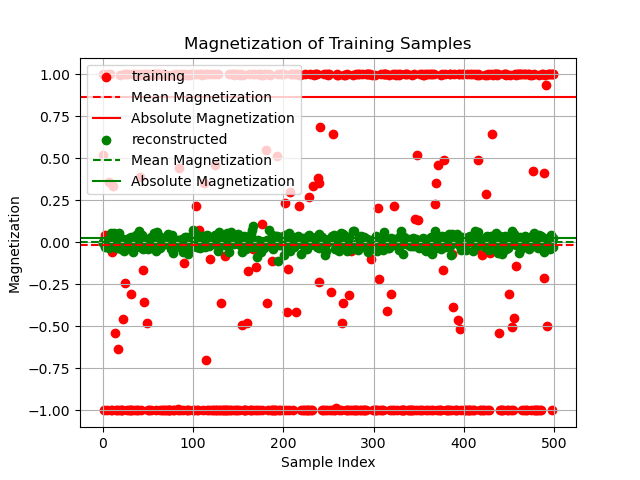 Magnetization of Training Samples
1.00
0.75
0.50
0.25
0.00
−0.25
−0.50
−0.75
−1.00
Magnetization
training
Mean Magnetization
Absolute Magnetization
reconstructed
Mean Magnetization
Absolute Magnetization
0 100 200 300 400 500
Sample Index